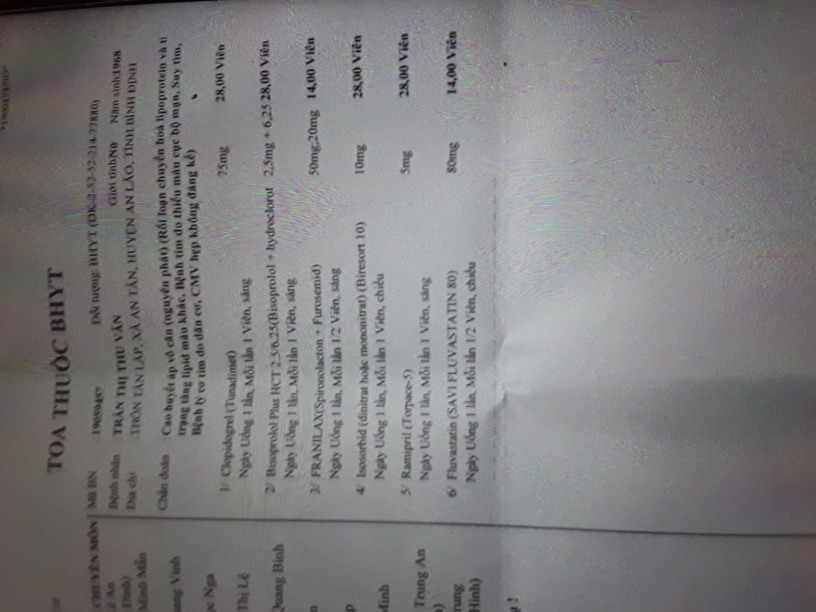 TOA THUỐC BHYT
CHUYÊN MÔN
Mã BN 19059457 Đối tượng: BHYT (DK-2-52-52-214-77880)
Bệnh nhân TRẦN THỊ THU VÂN Giới tính Nữ Năm sinh 1968
Địa chỉ THÔN TÂN LẬP, XÃ AN TÂN, HUYỆN AN LÃO, TỈNH BÌNH ĐỊNH
Chẩn đoán Cao huyết áp vô căn (nguyên phát) (Rối loạn chuyển hoá lipoprotein và
trạng tăng lipid máu khác, Bệnh tim do thiếu máu cục bộ mạn, Suy tim,
Bệnh lý cơ tim do dãn cơ, CMV hẹp không đáng kể)
1/ Clopidogrel (Tunadimet) 75mg 28,00 Viên
Ngày Uống 1 lần, Mỗi lần 1 Viên, sáng
2/ Bisoprolol Plus HCT 2.5/6.25(Bisoprolol + hydroclorot 2,5mg + 6,25 28,00 Viên
Ngày Uống 1 lần, Mỗi lần 1 Viên, sáng
3/ FRANILAX(Spironolacton + Furosemid) 50mg;20mg 14,00 Viên
Ngày Uống 1 lần, Mỗi lần 1/2 Viên, sáng
4/ Isosorbid (dinitrat hoặc mononitrat) (Biresort 10) 10mg 28,00 Viên
Ngày Uống 1 lần, Mỗi lần 1 Viên, chiều
5/ Ramipril (Torpace-5) 5mg 28,00 Viên
Ngày Uống 1 lần, Mỗi lần 1 Viên, sáng
6/ Fluvastatin (SAVI FLUVASTATIN 80) 80mg 14,00 Viên
Ngày Uống 1 lần, Mỗi lần 1/2 Viên, chiều
An
Định)
Minh Mẫn
Vinh
Nga
Thị Lệ
Quang Bình
Minh
Trung An
Trung